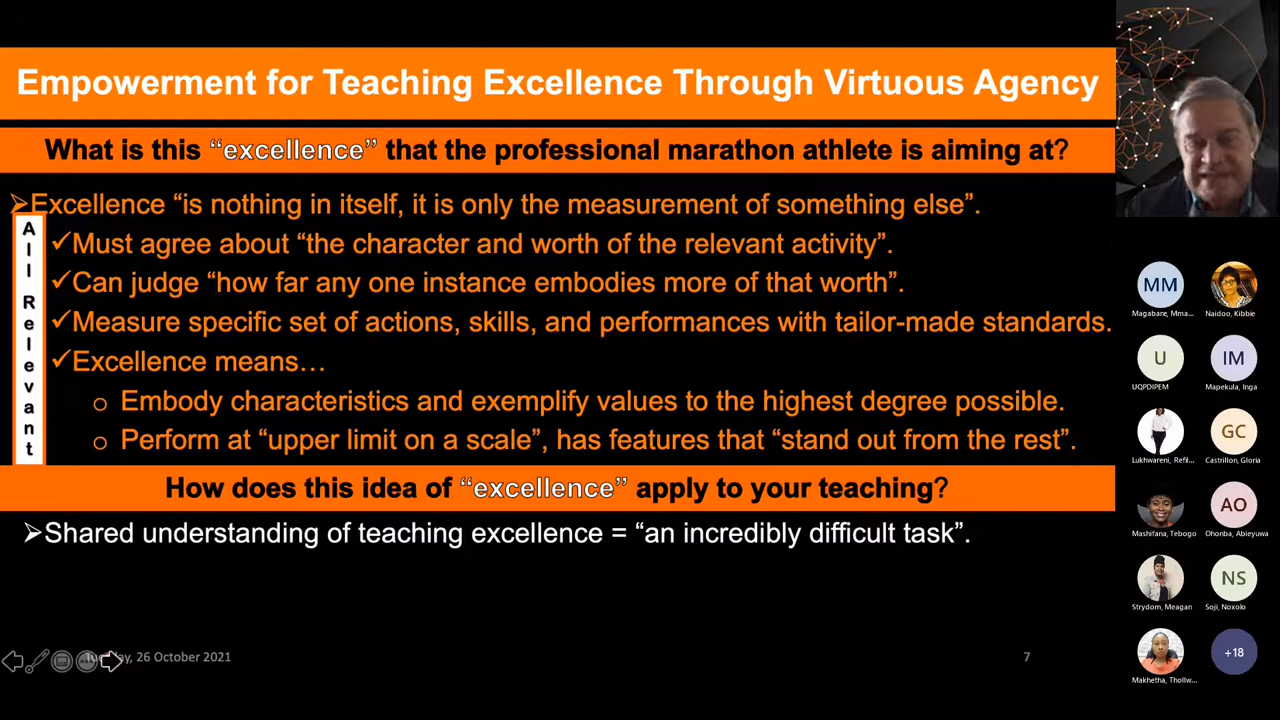 Empowerment for Teaching Excellence Through Virtuous Agency
What is this “excellence” that the professional marathon athlete is aiming at?
➢Excellence “is nothing in itself, it is only the measurement of something else”.
✓Must agree about “the character and worth of the relevant activity”.
✓Can judge “how far any one instance embodies more of that worth”.
✓Measure specific set of actions, skills, and performances with tailor-made standards.
✓Excellence means…
o Embody characteristics and exemplify values to the highest degree possible.
o Perform at “upper limit on a scale”, has features that “stand out from the rest”.
All Relevant
How does this idea of “excellence” apply to your teaching?
➢Shared understanding of teaching excellence = “an incredibly difficult task”.
26 October 2021
7
MM
Magabane, Mma...
Naidoo, Kibbie
U
UQPDIPEM
IM
Mapekula, Inga
Lukhwareni, Refil...
GC
Castrillon, Gloria
Mashifana, Tebogo
AO
Ohonba, Abieyuwa
Strydom, Meagan
NS
Soji, Noxolo
Makhetha, Thollw...
+18